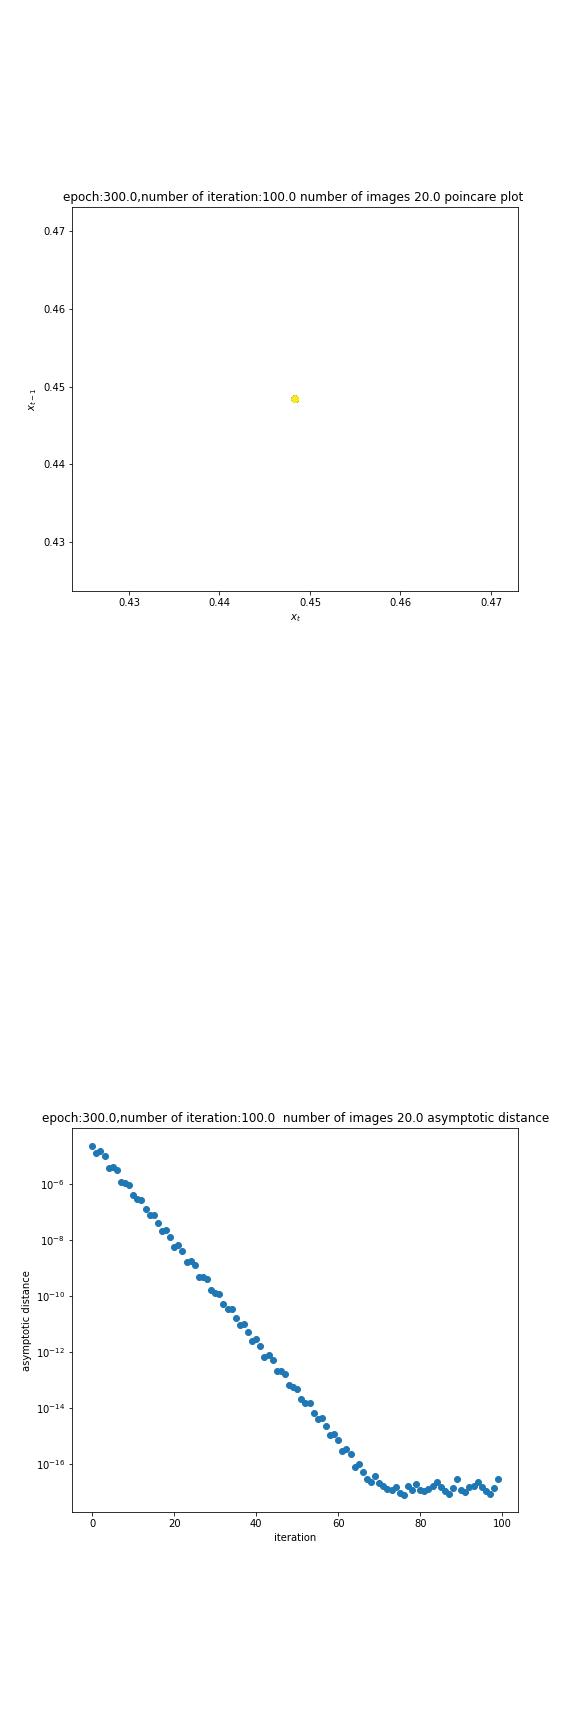 epoch:300.0,number of iteration:100.0 number of images 20.0 poincare plot
0.47
0.46
0.45
0.44
0.43
x_{t-1}
0.43 0.44 0.45 0.46 0.47
x_t
epoch:300.0,number of iteration:100.0  number of images 20.0 asymptotic distance
10^{-6}
10^{-8}
10^{-10}
10^{-12}
10^{-14}
10^{-16}
asymptotic distance
0 20 40 60 80 100
iteration